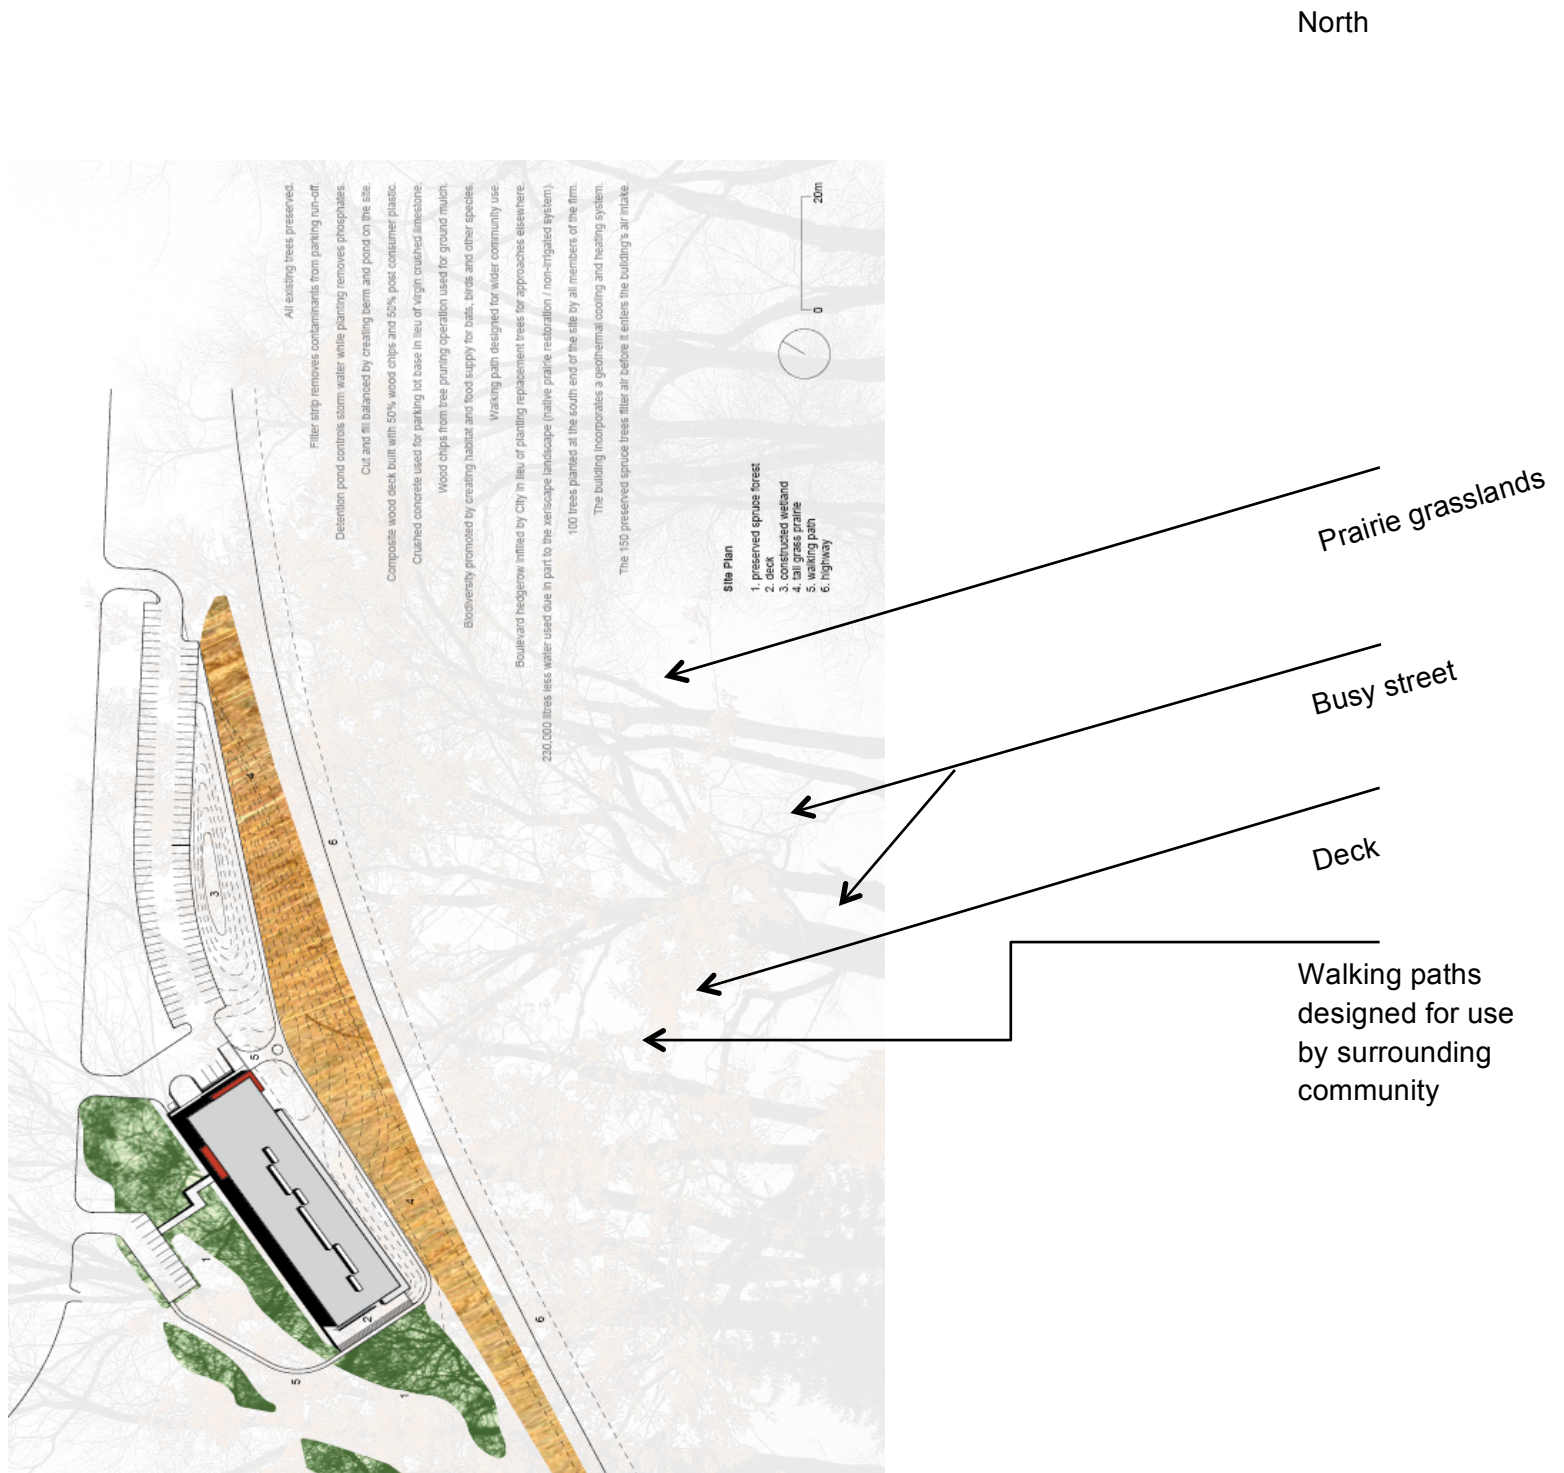 North
All existing trees preserved.
Filter strip removes contaminants from parking run-off.
Detention pond controls storm water while planting removes phosphates.
Cut and fill balanced by creating berm and pond on the site.
Composite wood deck built with 50% wood chips and 50% post consumer plastic.
Crushed concrete used for parking lot base in lieu of virgin crushed limestone.
Wood chips from tree pruning operation used for ground mulch.
Biodiversity promoted by creating habitat and food supply for bats, birds and other species.
Walking path designed for wider community use.
Boulevard hedgerow infilled by City in lieu of planting replacement trees for approaches elsewhere.
230,000 litres less water used due in part to the xeriscape landscape (native prairie restoration / non-irrigated system).
100 trees planted at the south end of the site by all members of the firm.
The building incorporates a geothermal cooling and heating system.
The 150 preserved spruce trees filter air before it enters the building's air intake.
Site Plan
1. preserved spruce forest
2. deck
3. constructed wetland
4. tall grass prairie
5. walking path
6. highway
0
20m
Prairie grasslands
Busy street
Deck
Walking paths
designed for use
by surrounding
community
4
6
3
5
4
1
2
6
5
1